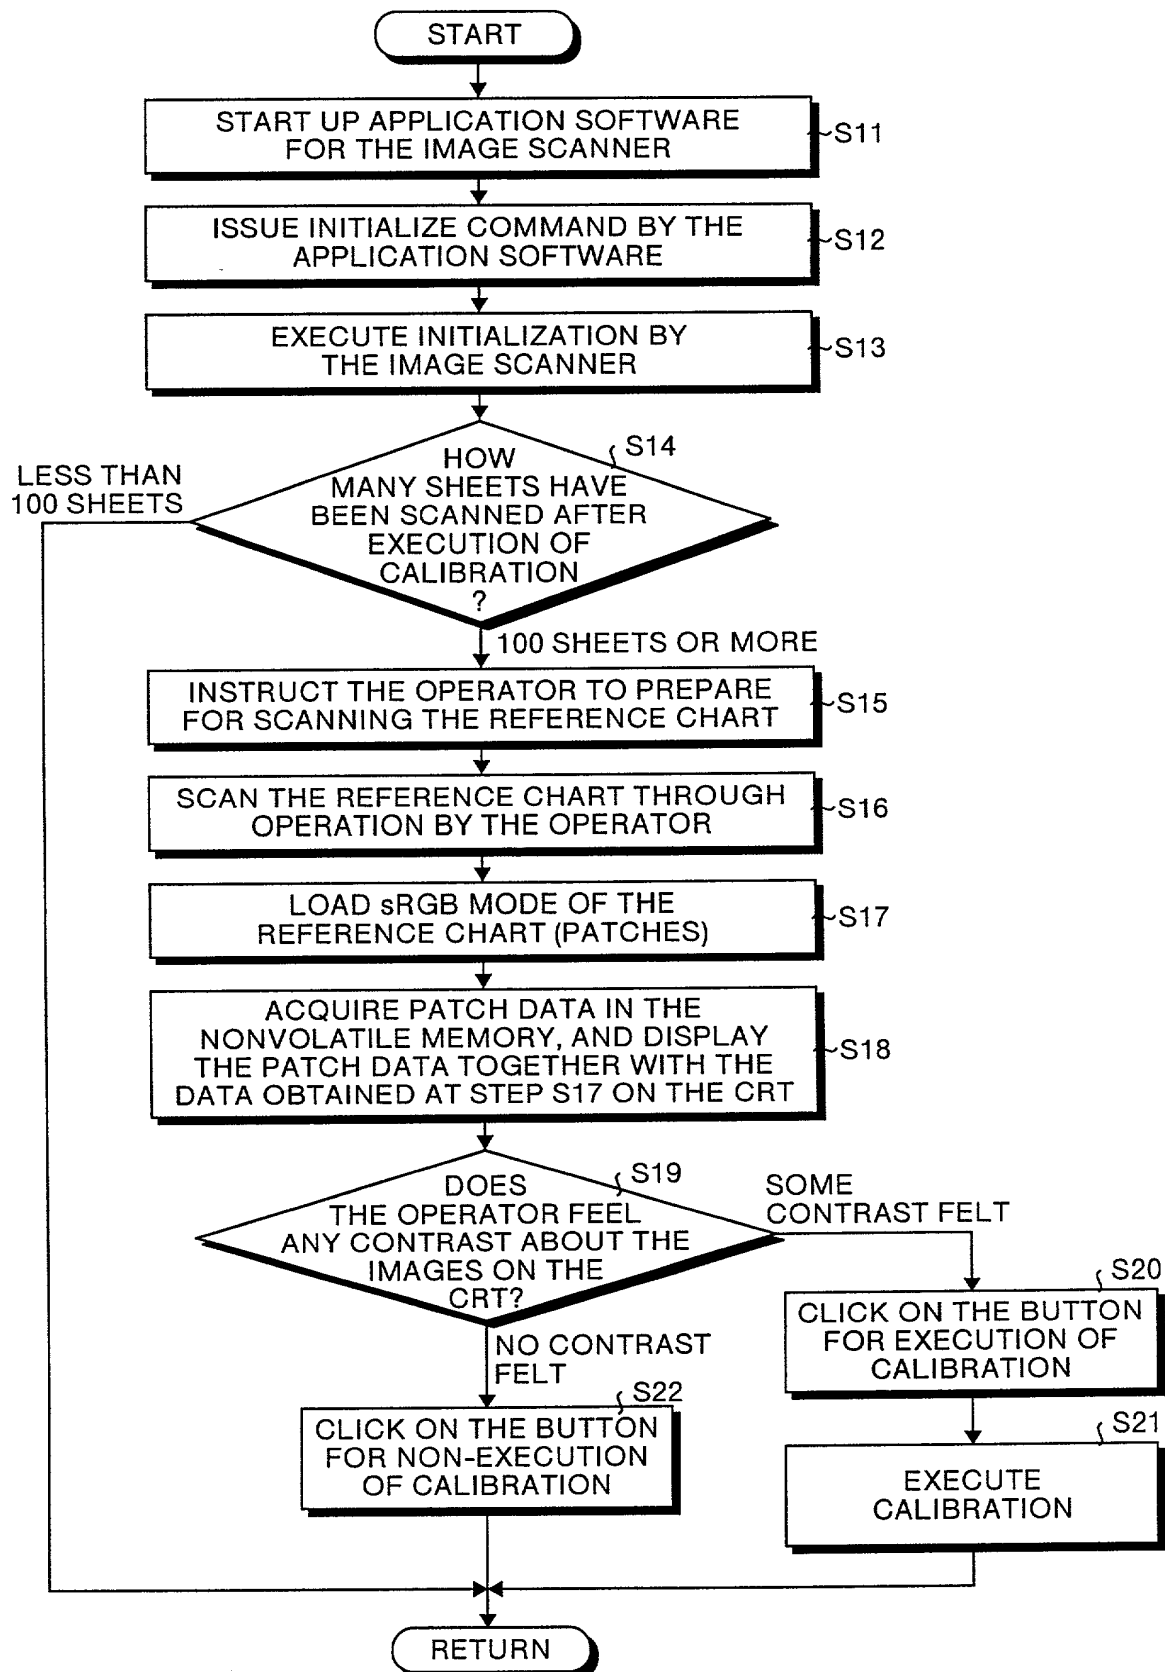 START
START UP APPLICATION SOFTWARE
FOR THE IMAGE SCANNER
S11
ISSUE INITIALIZE COMMAND BY THE
APPLICATION SOFTWARE
S12
EXECUTE INITIALIZATION BY
THE IMAGE SCANNER
S13
S14
HOW
MANY SHEETS HAVE
BEEN SCANNED AFTER
EXECUTION OF
CALIBRATION
?
LESS THAN
100 SHEETS
100 SHEETS OR MORE
INSTRUCT THE OPERATOR TO PREPARE
FOR SCANNING THE REFERENCE CHART
S15
SCAN THE REFERENCE CHART THROUGH
OPERATION BY THE OPERATOR
S16
LOAD sRGB MODE OF THE
REFERENCE CHART (PATCHES)
S17
ACQUIRE PATCH DATA IN THE
NONVOLATILE MEMORY, AND DISPLAY
THE PATCH DATA TOGETHER WITH THE
DATA OBTAINED AT STEP S17 ON THE CRT
S18
S19
DOES
THE OPERATOR FEEL
ANY CONTRAST ABOUT THE
IMAGES ON THE
CRT?
SOME
CONTRAST FELT
S20
CLICK ON THE BUTTON
FOR EXECUTION OF
CALIBRATION
NO CONTRAST
FELT
S22
CLICK ON THE BUTTON
FOR NON-EXECUTION
OF CALIBRATION
S21
EXECUTE
CALIBRATION
RETURN